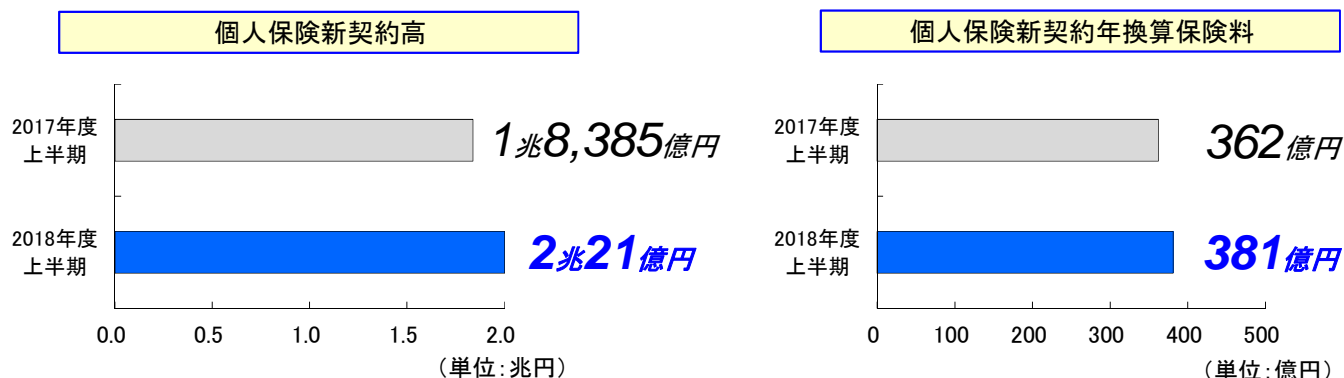 個人保険新契約高
2017年度
上半期
1兆8,385億円
2018年度
上半期
2兆21億円
0.0 0.5 1.0 1.5 2.0
（単位：兆円）
個人保険新契約年換算保険料
2017年度
上半期
362億円
2018年度
上半期
381億円
0 100 200 300 400 500
（単位：億円）